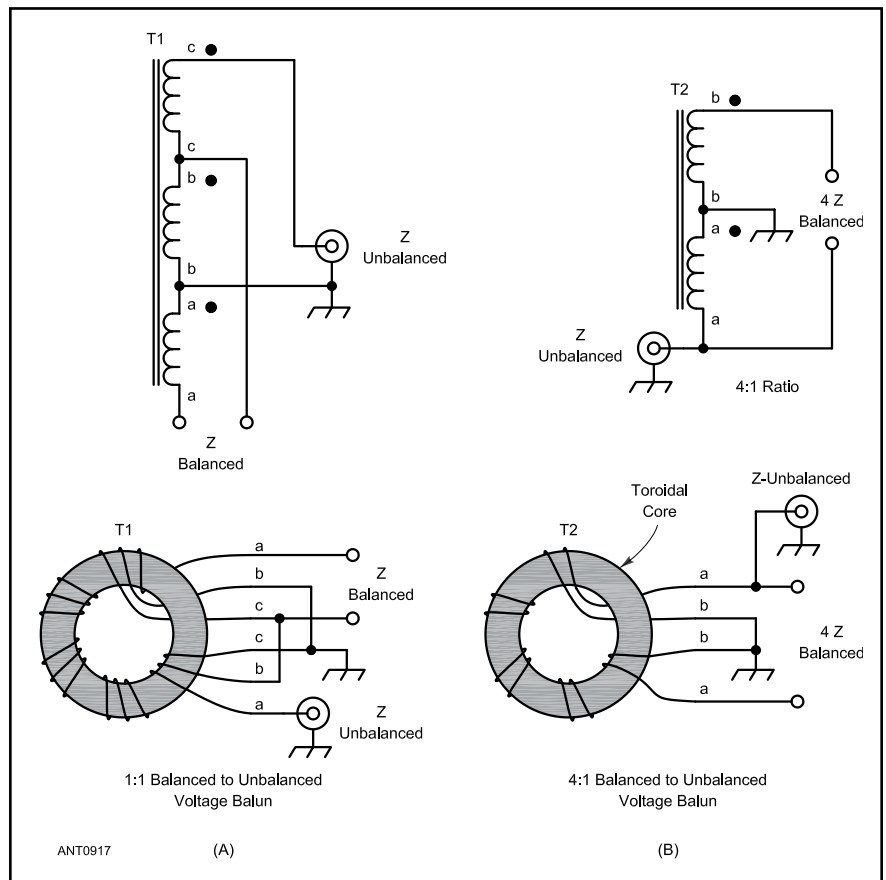 T1
c
c
b
b
a
a
Z
Unbalanced
Z
Balanced
T2
b
b
a
a
4 Z
Balanced
Z
Unbalanced
4:1 Ratio
T1
a
b
c
c
b
a
Z
Balanced
Z
Unbalanced
1:1 Balanced to Unbalanced
Voltage Balun
Toroidal
Core
T2
Z-Unbalanced
a
b
b
a
4 Z
Balanced
4:1 Balanced to Unbalanced
Voltage Balun
ANT0917
(A)
(B)